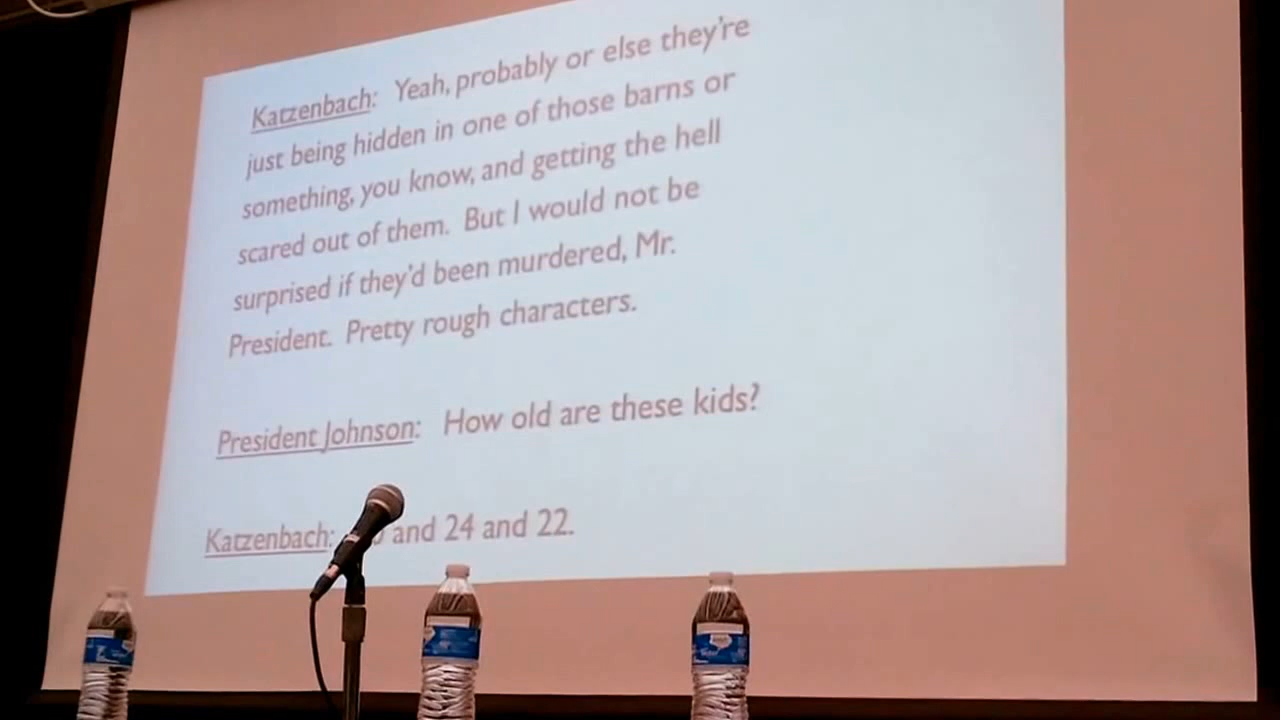 Katzenbach: Yeah, probably or else they're
just being hidden in one of those barns or
something, you know, and getting the hell
scared out of them. But I would not be
surprised if they'd been murdered, Mr.
President. Pretty rough characters.
President Johnson: How old are these kids?
Katzenbach: and 24 and 22.